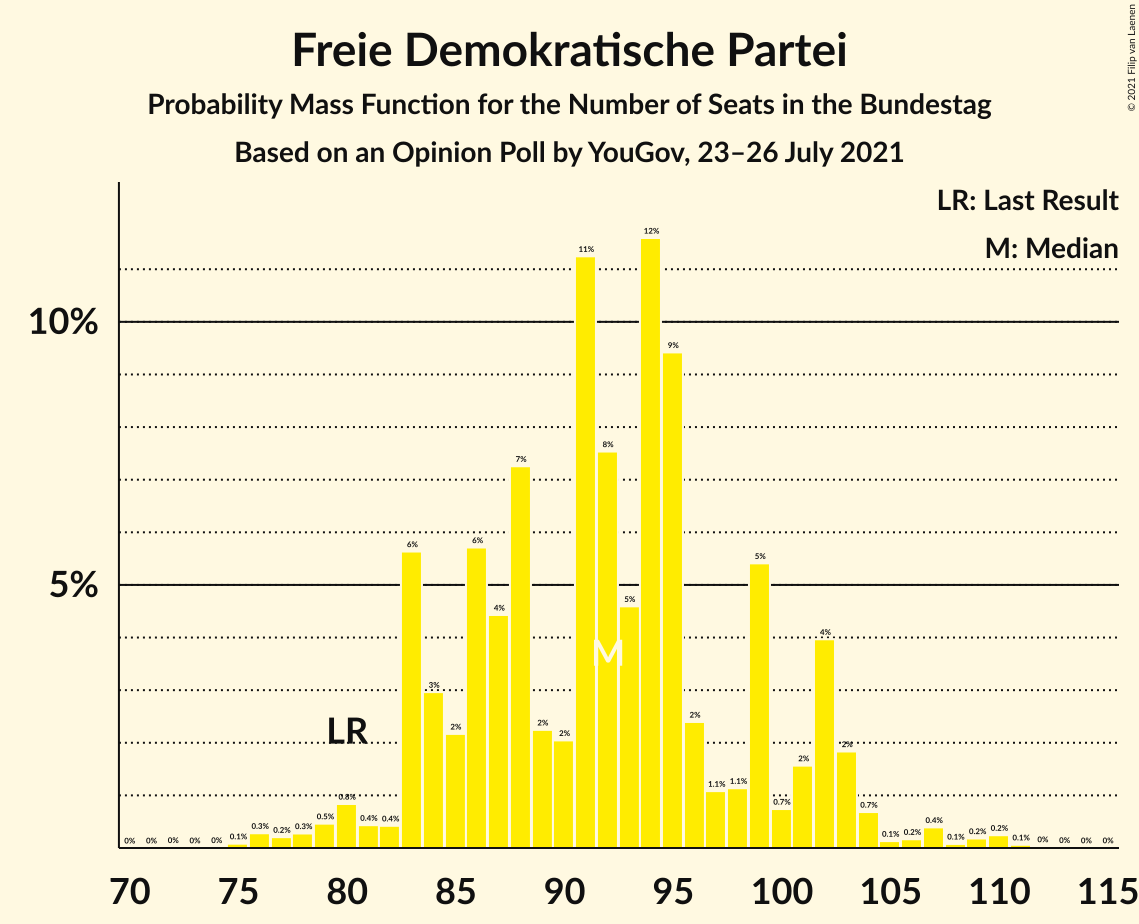 © 2021 Filip van Laenen
Freie Demokratische Partei
Probability Mass Function for the Number of Seats in the Bundestag
Based on an Opinion Poll by YouGov, 23–26 July 2021
LR: Last Result
M: Median
10%
5%
LR
M
0% 0% 0% 0% 0% 0.1% 0.3% 0.2% 0.3% 0.5% 0.8% 0.4% 0.4% 6% 3% 2% 6% 4% 7% 2% 2% 11% 8% 5% 12% 9% 2% 1.1% 1.1% 5% 0.7% 2% 4% 2% 0.7% 0.1% 0.2% 0.4% 0.1% 0.2% 0.2% 0.1% 0% 0% 0% 0%
70 75 80 85 90 95 100 105 110 115